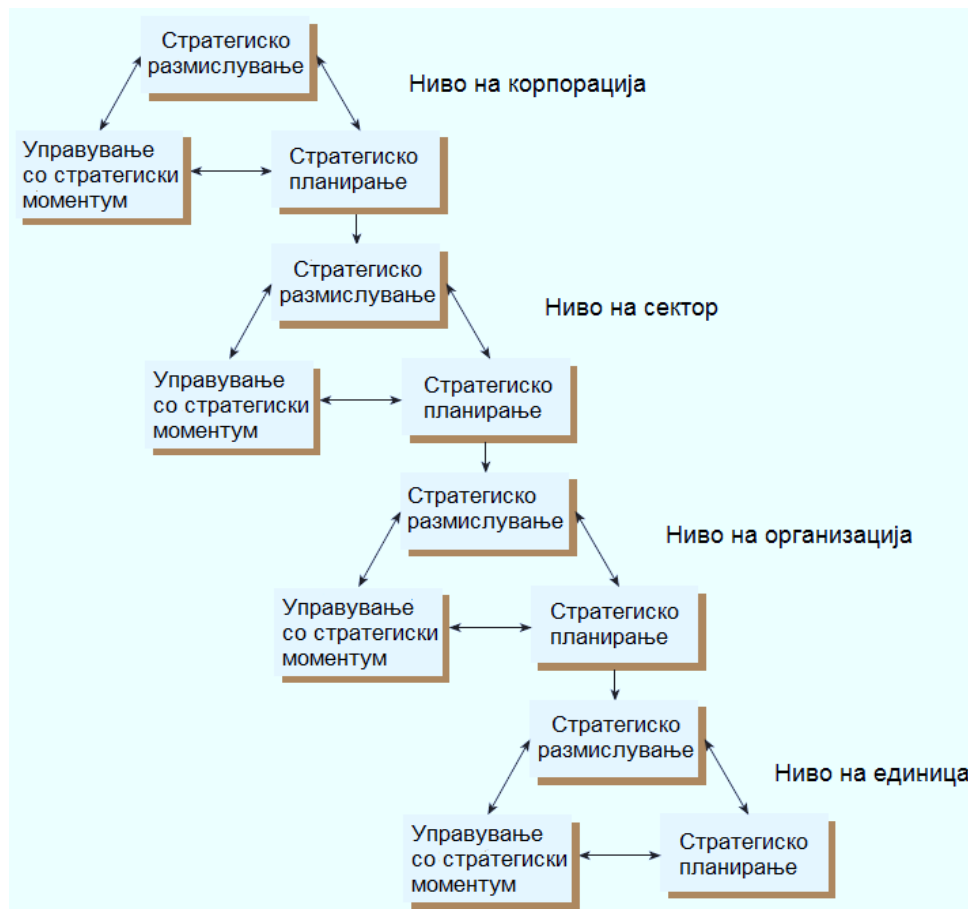 Стратегиско
размислување
Ниво на корпорација
Управување
со стратегиски
моментум
Стратегиско
планирање
Стратегиско
размислување
Ниво на сектор
Управување
со стратегиски
моментум
Стратегиско
планирање
Стратегиско
размислување
Ниво на организација
Управување
со стратегиски
моментум
Стратегиско
планирање
Стратегиско
размислување
Ниво на единица
Управување
со стратегиски
моментум
Стратегиско
планирање